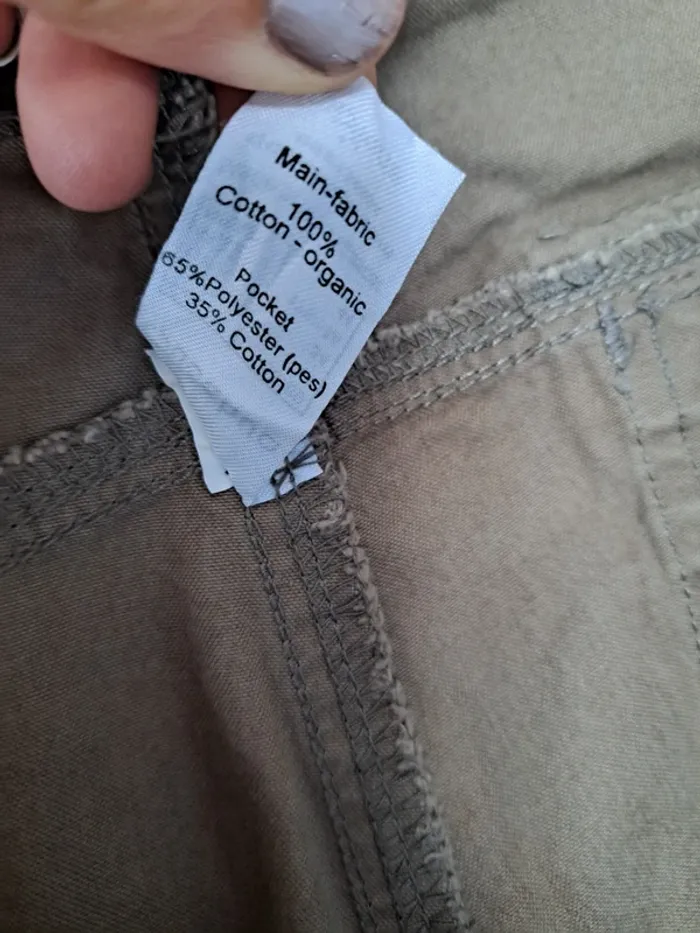 Main-fabric
100%
Cotton - organic
Pocket
65%Polyester (pes)
35% Cotton